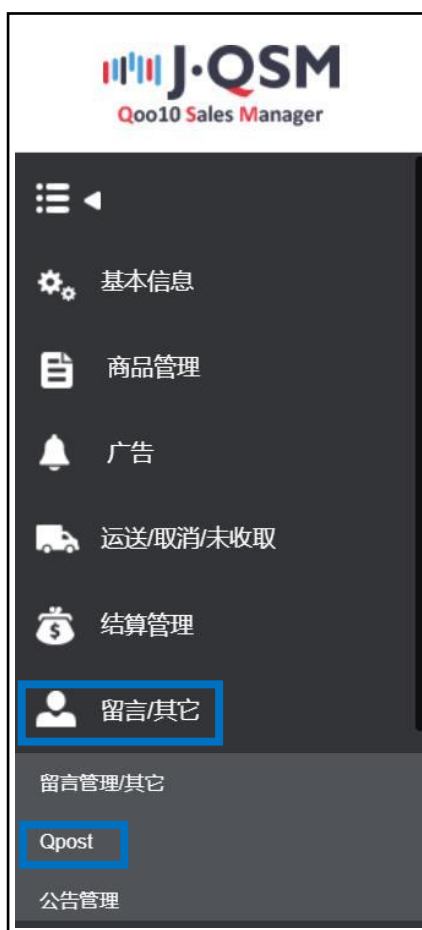 J·QSM
Qoo10 Sales Manager
基本信息
商品管理
广告
运送/取消/未收取
结算管理
留言/其它
留言管理/其它
Qpost
公告管理